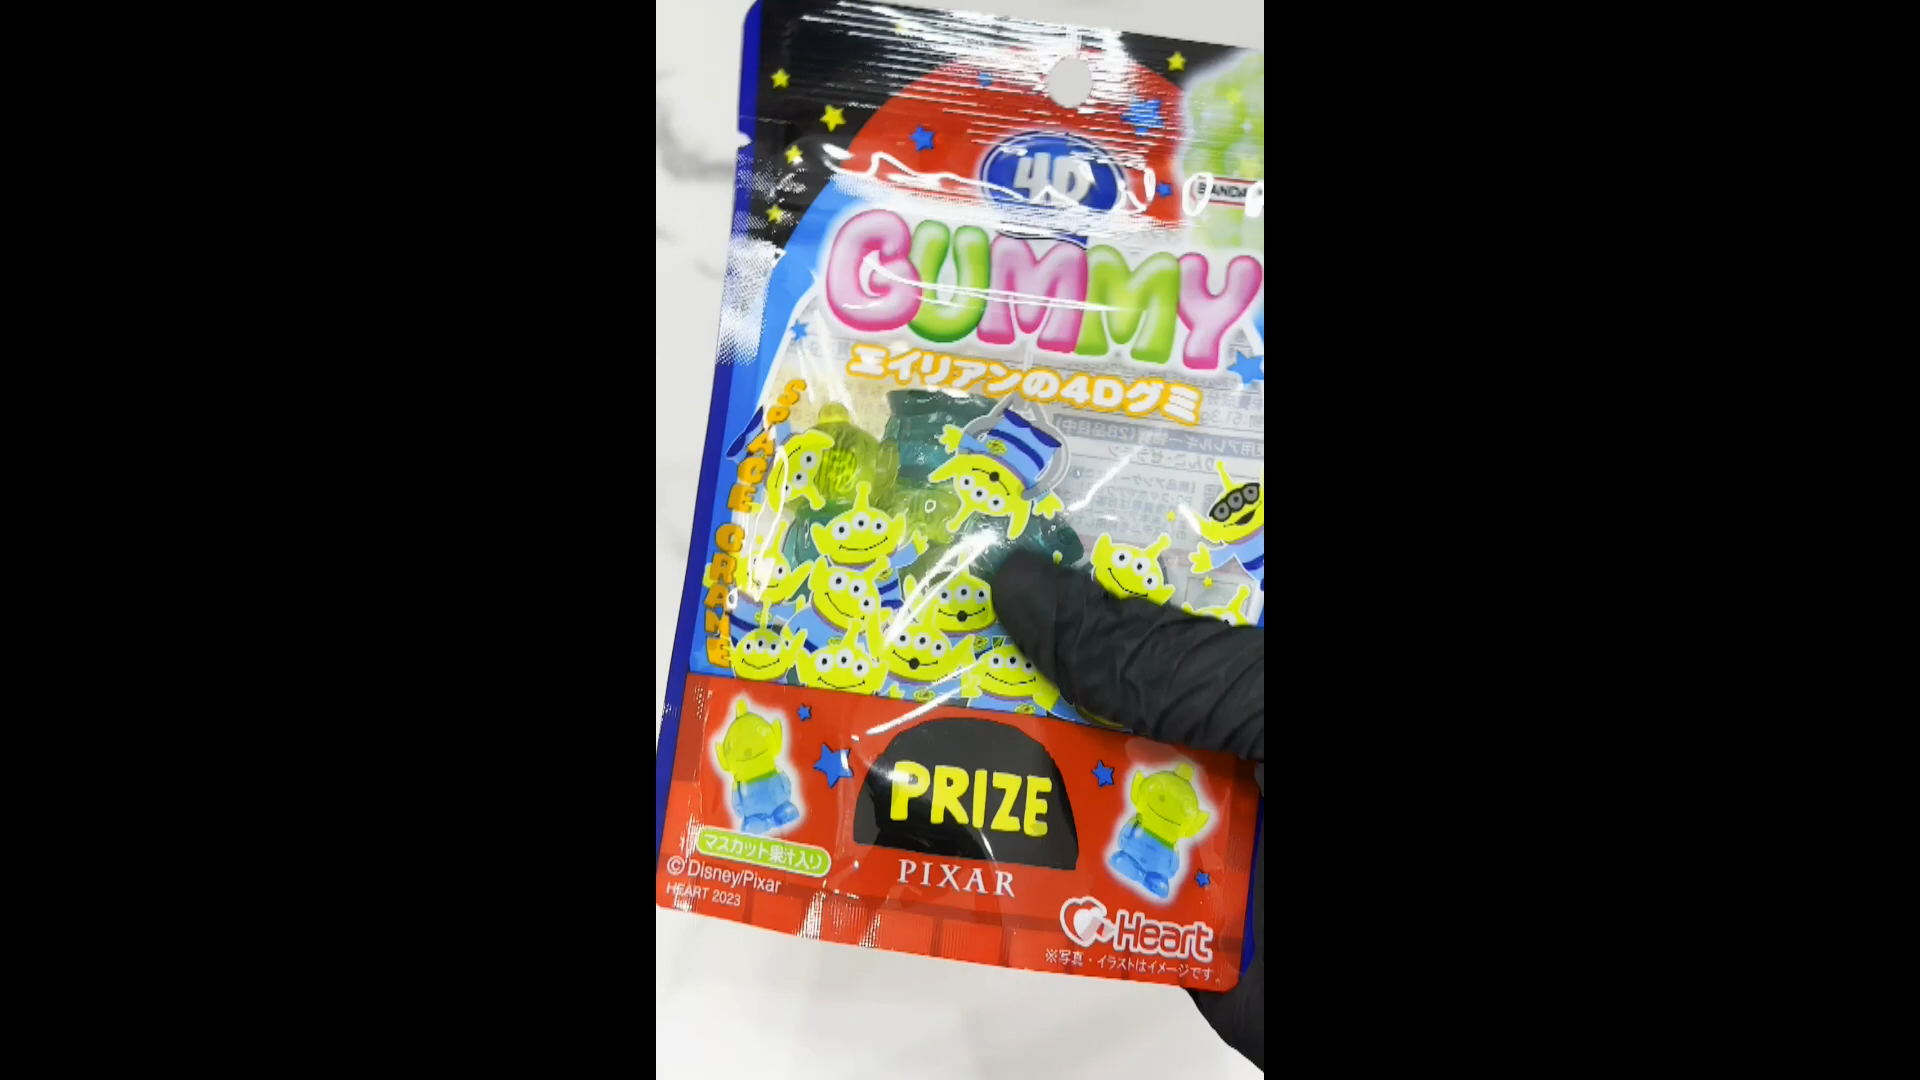 4D
BANDAI
GUMMY
エイリアンの4Dグミ
SPACE CRANE
PRIZE
マスカット果汁入り
©Disney/Pixar
HEART 2023
PIXAR
Heart
※写真・イラストはイメージです。